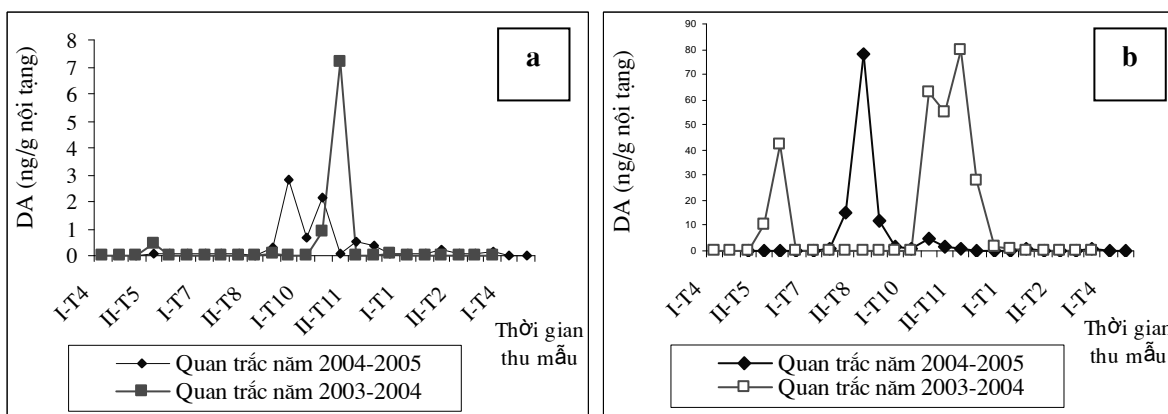 a
DA (ng/g nội tạng)
8
7
6
5
4
3
2
1
0
I-T4
II-T5
I-T7
II-T8
I-T10
II-T11
I-T1
II-T2
I-T4
Thời gian
thu mẫu
Quan trắc năm 2004-2005
Quan trắc năm 2003-2004
b
DA (ng/g nội tạng)
90
80
70
60
50
40
30
20
10
0
I-T4
II-T5
I-T7
II-T8
I-T10
II-T11
I-T1
II-T2
I-T4
Thời gian
thu mẫu
Quan trắc năm 2004-2005
Quan trắc năm 2003-2004